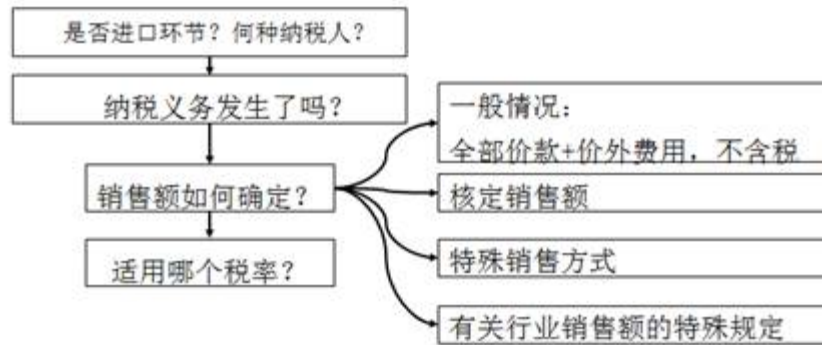 是否进口环节？何种纳税人？
纳税义务发生了吗？
销售额如何确定？
适用哪个税率？
一般情况：
全部价款+价外费用，不含税
核定销售额
特殊销售方式
有关行业销售额的特殊规定